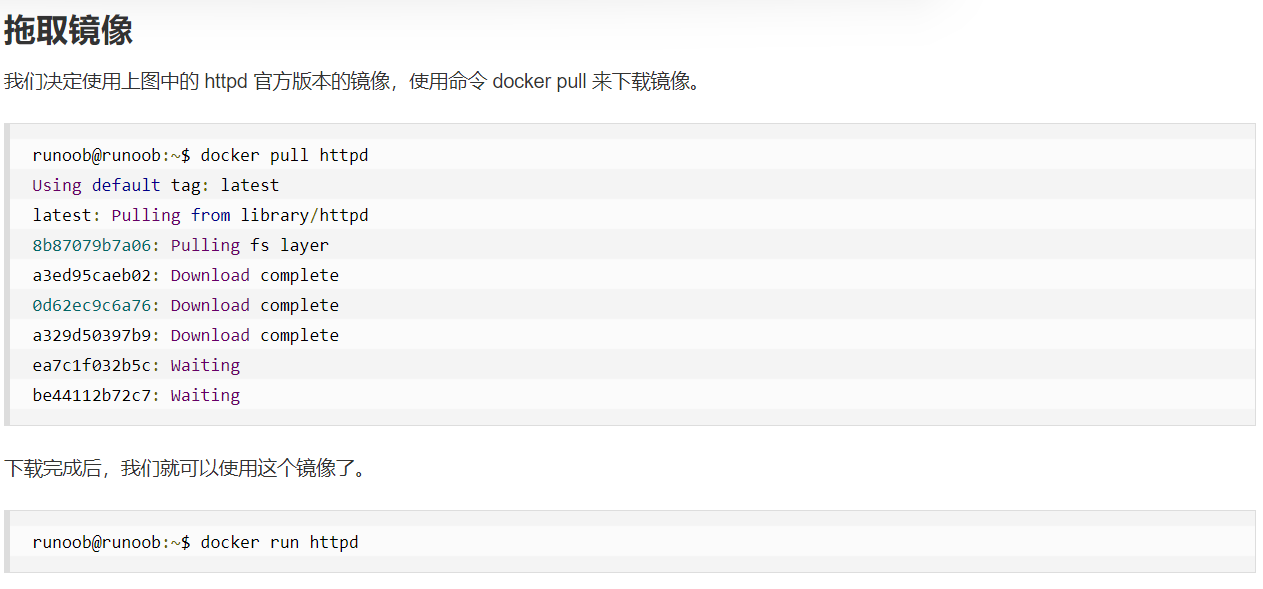 拖取镜像
我们决定使用上图中的 httpd 官方版本的镜像，使用命令 docker pull 来下载镜像。
runoob@runoob:~$ docker pull httpd
Using default tag: latest
latest: Pulling from library/httpd
8b87079b7a06: Pulling fs layer
a3ed95caeb02: Download complete
0d62ec9c6a76: Download complete
a329d50397b9: Download complete
ea7c1f032b5c: Waiting
be44112b72c7: Waiting
下载完成后，我们就可以使用这个镜像了。
runoob@runoob:~$ docker run httpd